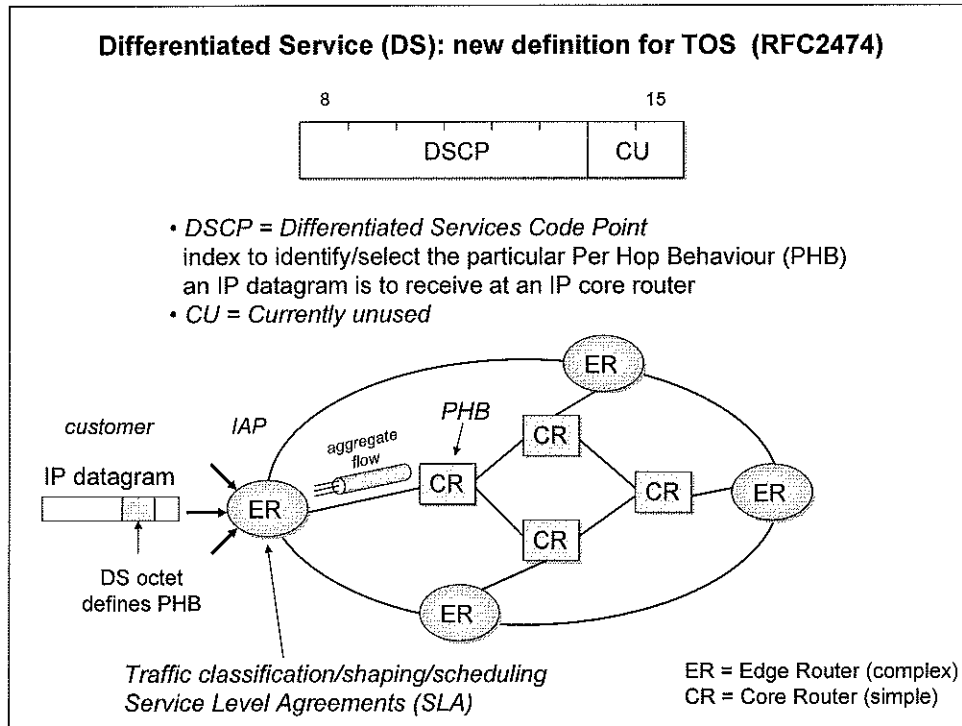 Differentiated Service (DS): new definition for TOS (RFC2474)
8 15
DSCP CU
• DSCP = Differentiated Services Code Point
index to identify/select the particular Per Hop Behaviour (PHB)
an IP datagram is to receive at an IP core router
• CU = Currently unused
ER
customer IAP PHB
aggregate
flow
CR
IP datagram
CR
CR
ER
ER
CR
DS octet
defines PHB
ER
Traffic classification/shaping/scheduling
Service Level Agreements (SLA)
ER = Edge Router (complex)
CR = Core Router (simple)